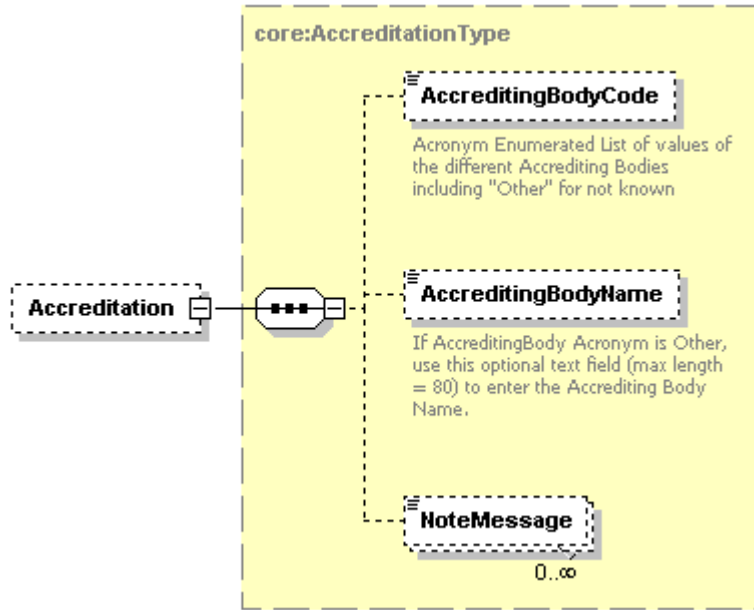 core:AccreditationType
AccreditingBodyCode
Acronym Enumerated List of values of
the different Accrediting Bodies
including "Other" for not known
Accreditation
AccreditingBodyName
If AccreditingBody Acronym is Other,
use this optional text field (max length
= 80) to enter the Accrediting Body
Name.
NoteMessage
0..∞